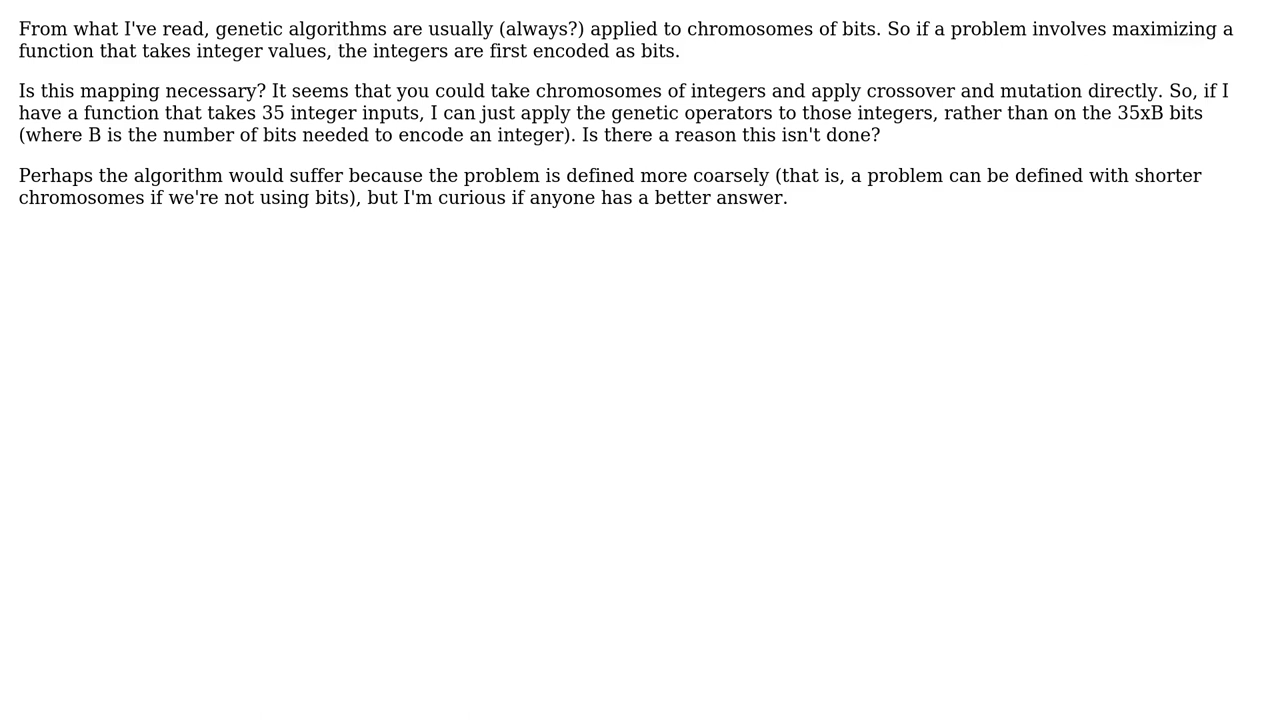 From what I've read, genetic algorithms are usually (always?) applied to chromosomes of bits. So if a problem involves maximizing a
function that takes integer values, the integers are first encoded as bits.
Is this mapping necessary? It seems that you could take chromosomes of integers and apply crossover and mutation directly. So, if I
have a function that takes 35 integer inputs, I can just apply the genetic operators to those integers, rather than on the 35xB bits
(where B is the number of bits needed to encode an integer). Is there a reason this isn't done?
Perhaps the algorithm would suffer because the problem is defined more coarsely (that is, a problem can be defined with shorter
chromosomes if we're not using bits), but I'm curious if anyone has a better answer.